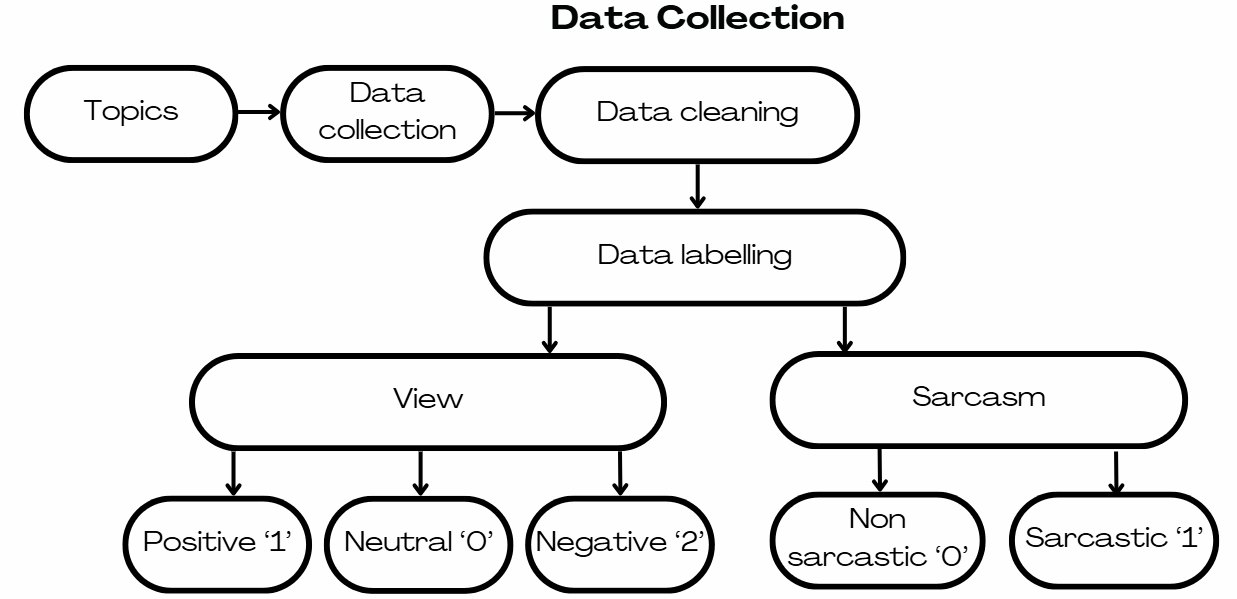 Data Collection
Topics
Data
collection
Data cleaning
Data labelling
View
Sarcasm
Positive ‘1’
Neutral ‘0’
Negative ‘2’
Non
sarcastic ‘0’
Sarcastic ‘1’